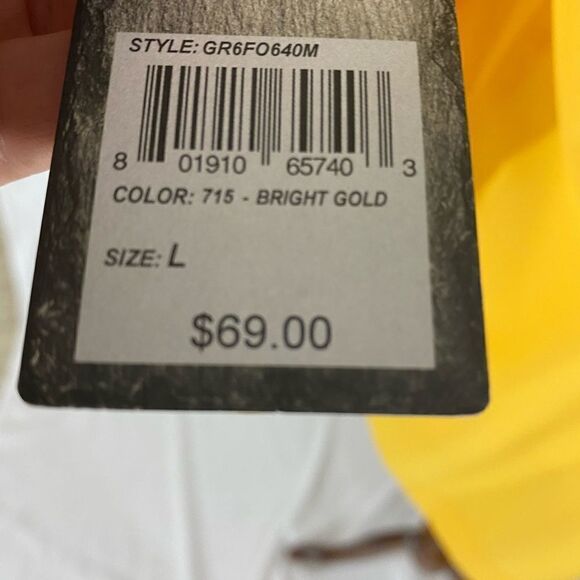 STYLE: GR6FO640M
8 01910 65740 3
COLOR: 715 - BRIGHT GOLD
SIZE: L
$69.00